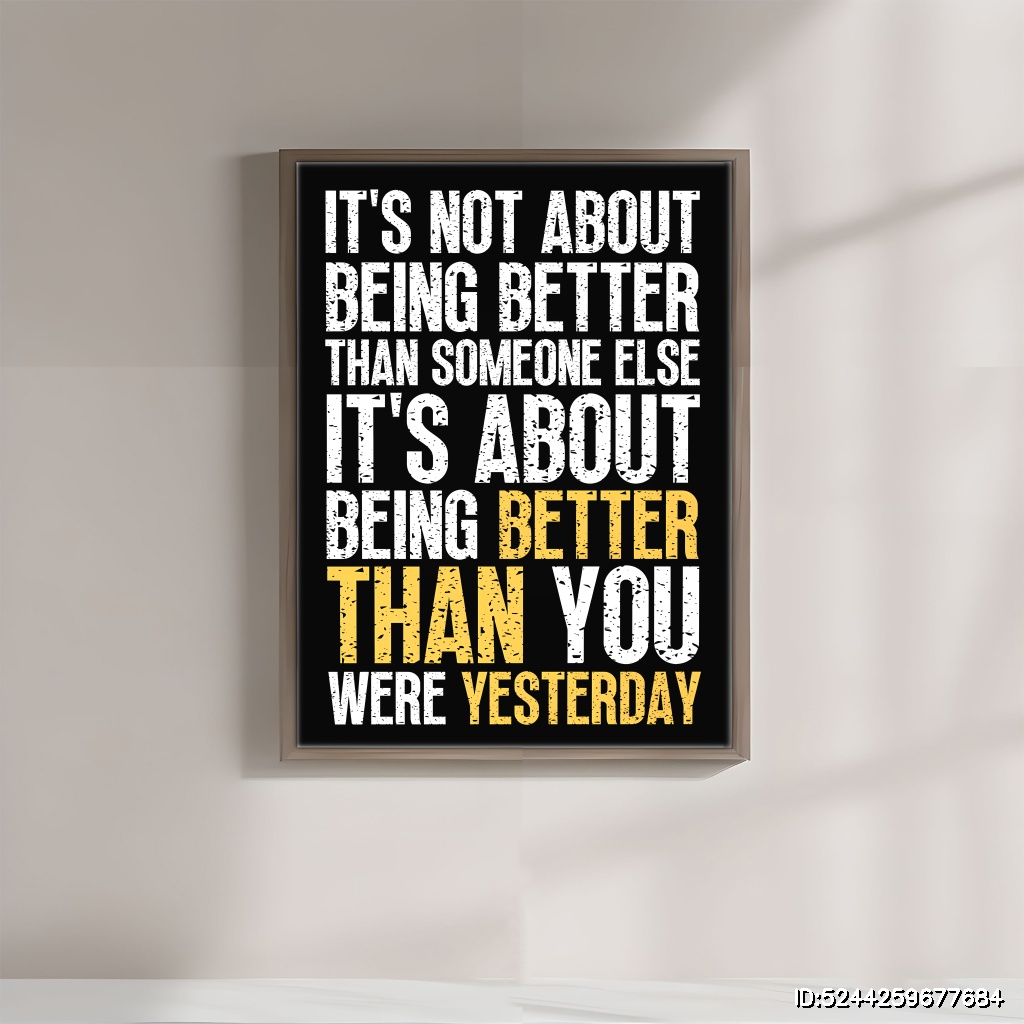 IT'S NOT ABOUT
BEING BETTER
THAN SOMEONE ELSE
IT'S ABOUT
BEING BETTER
THAN YOU
WERE YESTERDAY
ID:5244259677684